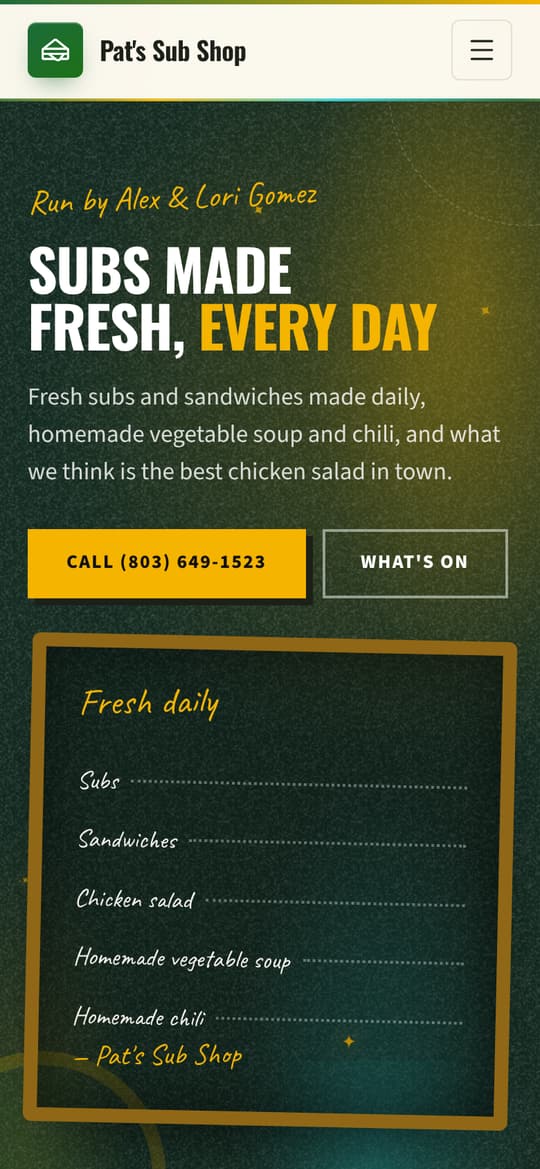 Pat's Sub Shop
Run by Alex & Lori Gomez
SUBS MADE
FRESH, EVERY DAY
Fresh subs and sandwiches made daily,
homemade vegetable soup and chili, and what
we think is the best chicken salad in town.
CALL (803) 649-1523
WHAT'S ON
Fresh daily
Subs
Sandwiches
Chicken salad
Homemade vegetable soup
Homemade chili
– Pat's Sub Shop